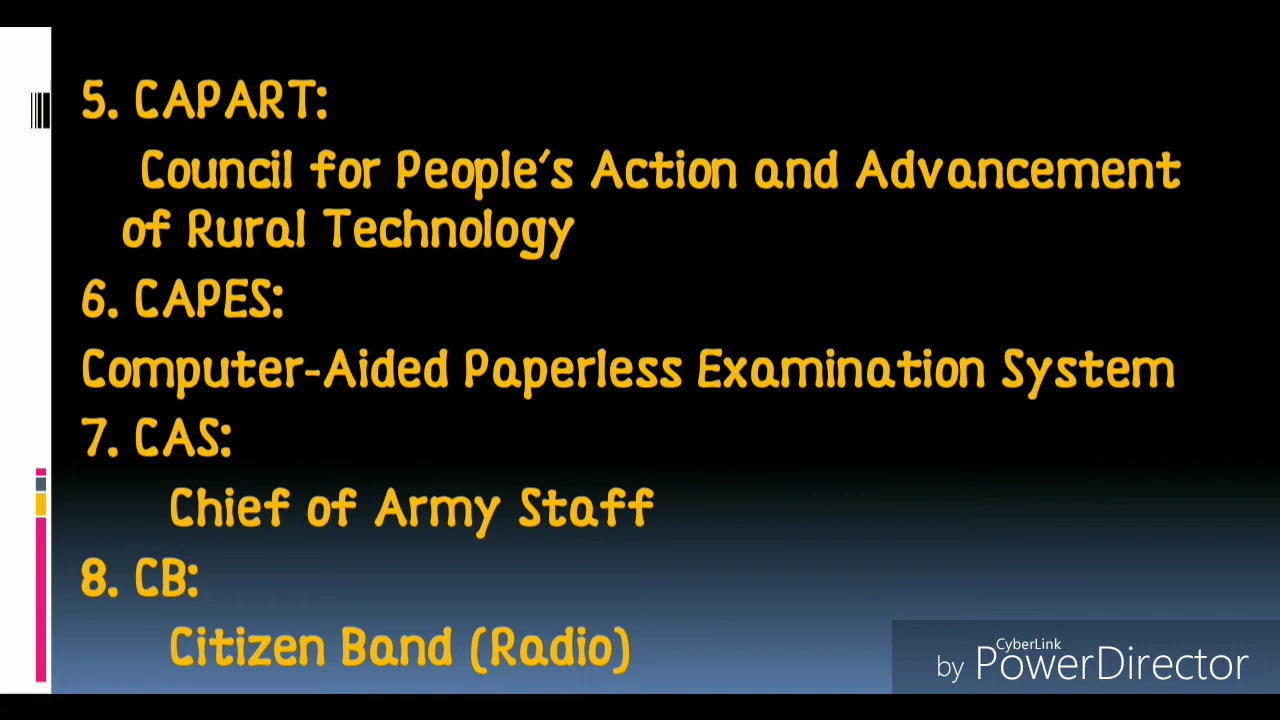 5. CAPART:
Council for People's Action and Advancement
of Rural Technology
6. CAPES:
Computer-Aided Paperless Examination System
7. CAS:
Chief of Army Staff
8. CB:
Citizen Band (Radio)
CyberLink
by PowerDirector